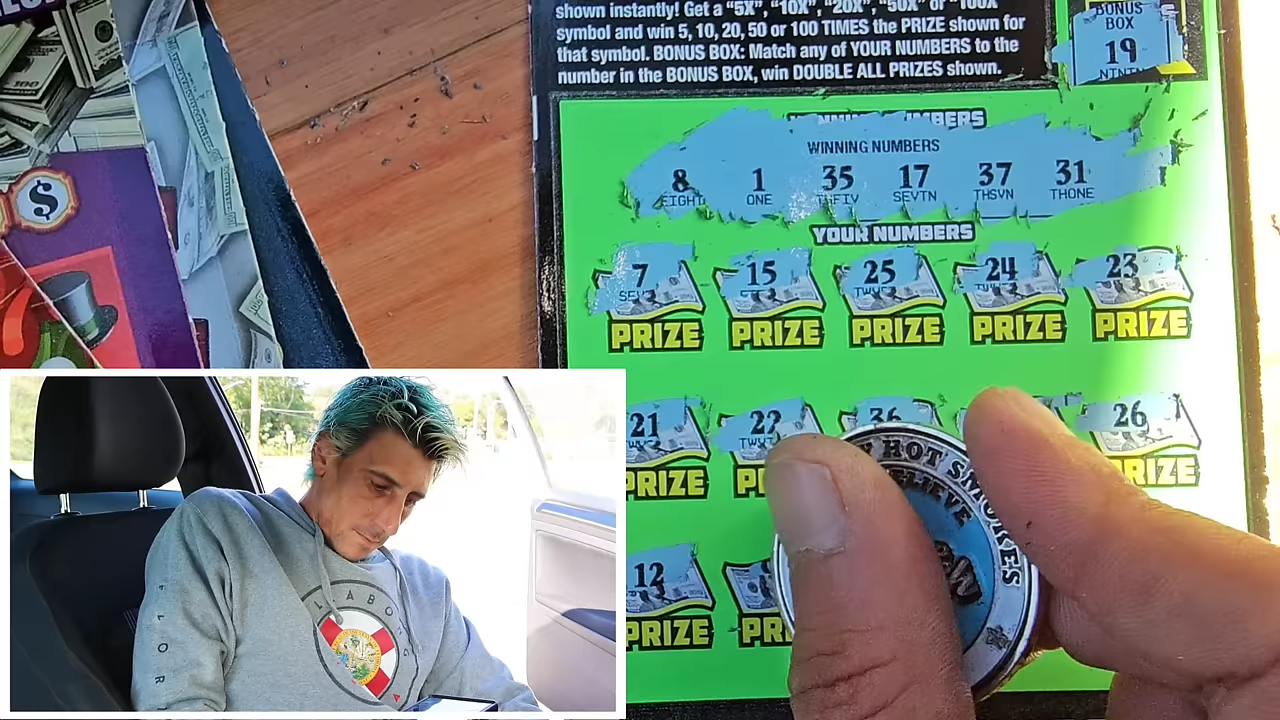 shown instantly! Get a "5X", "10X", "20X", "50X" or "100X"
symbol and win 5, 10, 20, 50 or 100 TIMES the PRIZE shown for
that symbol. BONUS BOX: Match any of YOUR NUMBERS to the
number in the BONUS BOX, win DOUBLE ALL PRIZES shown.
BONUS
BOX
19
WINNING NUMBERS
8 1 35 17 37 31
EIGHT ONE SEVTN THSVN THONE
YOUR NUMBERS
7 15 25 24 23
PRIZE PRIZE PRIZE PRIZE PRIZE
21 22 36 26
PRIZE PRIZE
12
PRIZE
HOT SMOKES
$